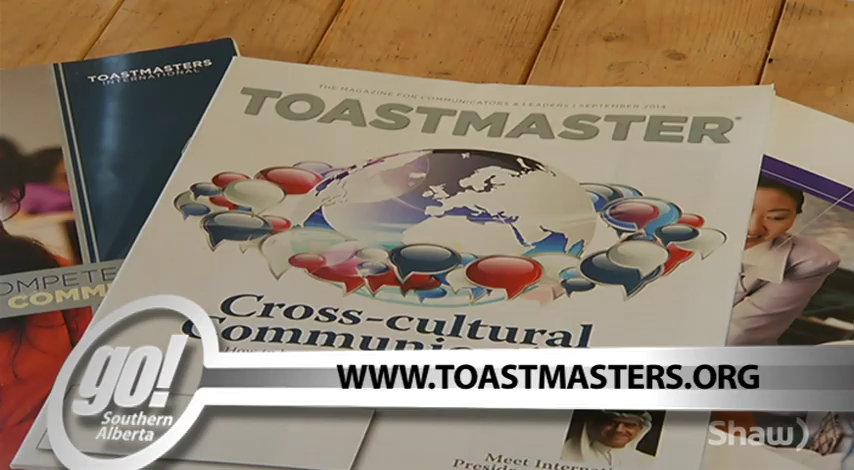 TOASTMASTERS
INTERNATIONAL
THE MAGAZINE FOR COMMUNICATORS & LEADERS | SEPTEMBER 2014
TOASTMASTER®
Cross-cultural
go!
Southern
Alberta
WWW.TOASTMASTERS.ORG
Meet
Shaw)